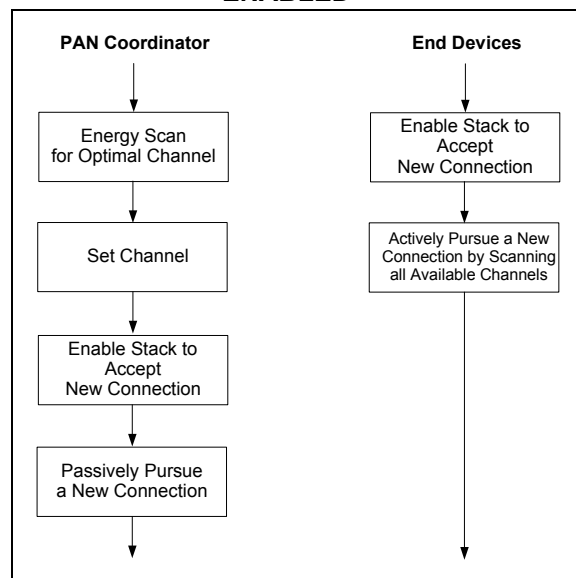 PAN Coordinator
End Devices
Energy Scan
for Optimal Channel
Set Channel
Enable Stack to
Accept
New Connection
Passively Pursue
a New Connection
Enable Stack to
Accept
New Connection
Actively Pursue a New
Connection by Scanning
all Available Channels